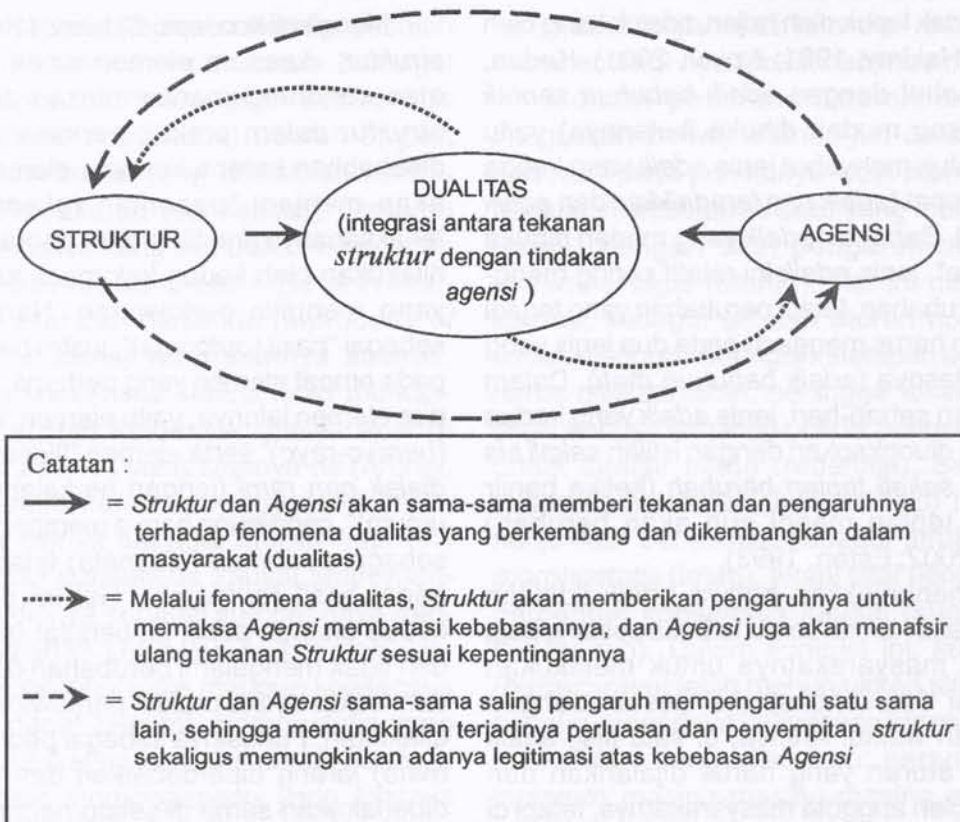 DUALITAS
(integrasi antara tekanan
struktur dengan tindakan
agensi )
STRUKTUR
AGENSI
Catatan :
= Struktur dan Agensi akan sama-sama memberi tekanan dan pengaruhnya
terhadap fenomena dualitas yang berkembang dan dikembangkan dalam
masyarakat (dualitas)
= Melalui fenomena dualitas, Struktur akan memberikan pengaruhnya untuk
memaksa Agensi membatasi kebebasannya, dan Agensi juga akan menafsir
ulang tekanan Struktur sesuai kepentingannya
= Struktur dan Agensi sama-sama saling pengaruh mempengaruhi satu sama
lain, sehingga memungkinkan terjadinya perluasan dan penyempitan struktur
sekaligus memungkinkan adanya legitimasi atas kebebasan Agensi